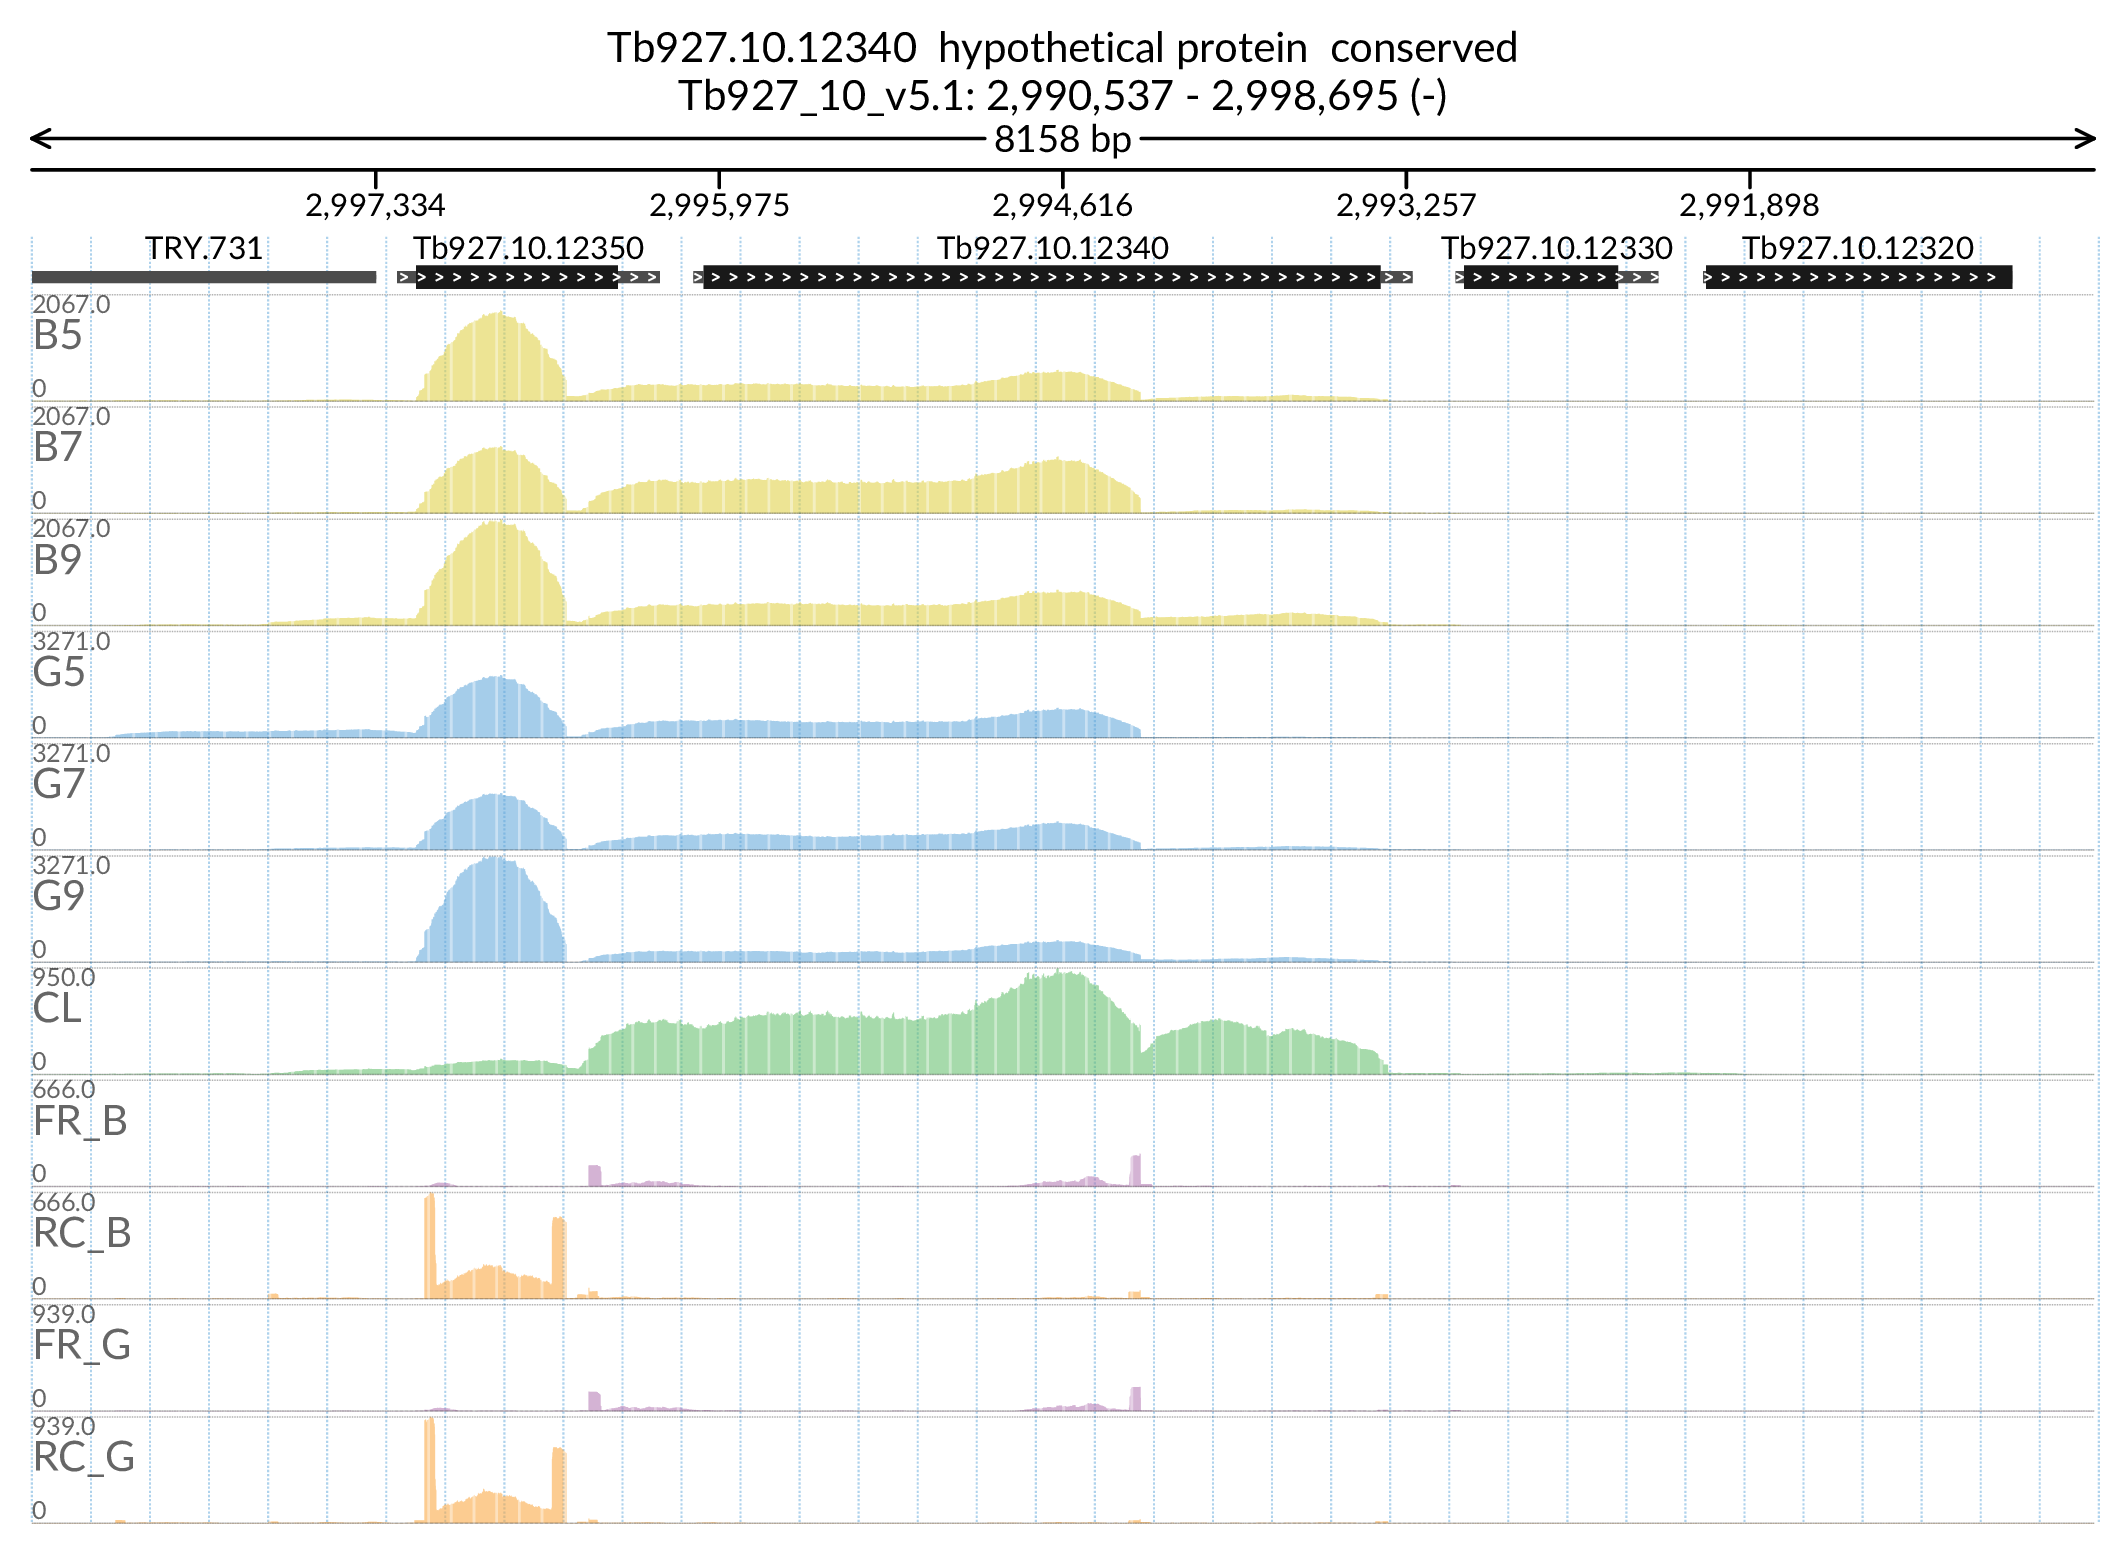 Tb927.10.12340 hypothetical protein conserved
Tb927_10_v5.1: 2,990,537 - 2,998,695 (-)
8158 bp
2,997,334 2,995,975 2,994,616 2,993,257 2,991,898
TRY.731 Tb927.10.12350 Tb927.10.12340 Tb927.10.12330 Tb927.10.12320
2067.0
B5
0
2067.0
B7
0
2067.0
B9
0
3271.0
G5
0
3271.0
G7
0
3271.0
G9
0
950.0
CL
0
666.0
FR_B
0
666.0
RC_B
0
939.0
FR_G
0
939.0
RC_G
0